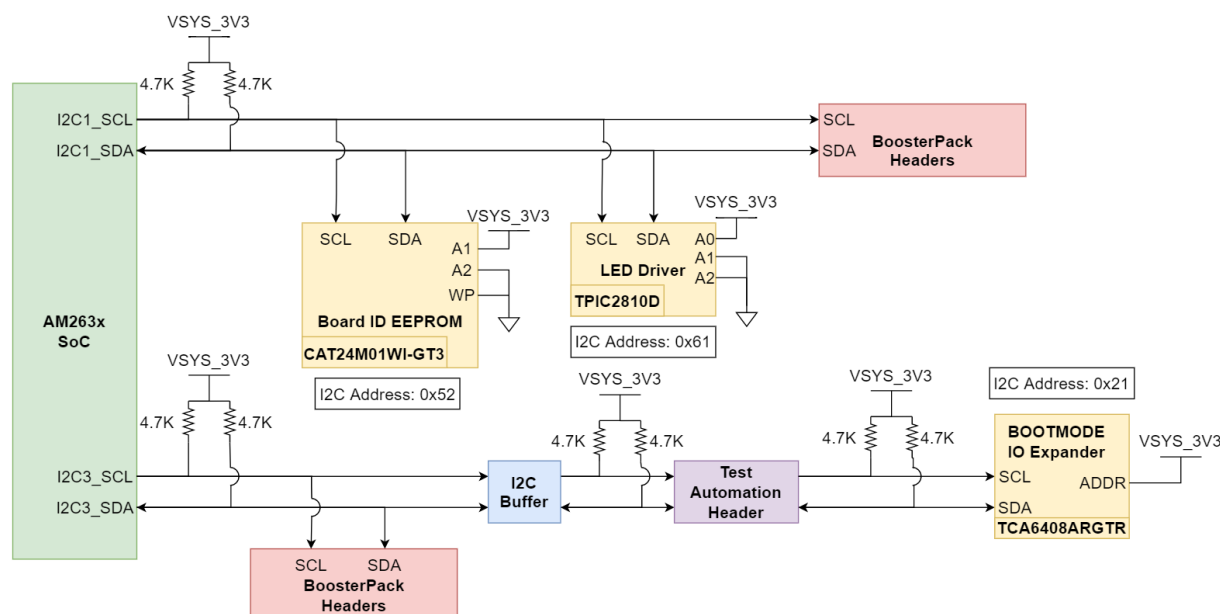 VSYS_3V3
4.7K
4.7K
I2C1_SCL
I2C1_SDA
SCL
SDA
BoosterPack
Headers
VSYS_3V3
SCL
SDA
A1
A2
WP
Board ID EEPROM
CAT24M01WI-GT3
I2C Address: 0x52
VSYS_3V3
SCL
SDA
A0
A1
A2
LED Driver
TPIC2810D
I2C Address: 0x61
AM263x
SoC
VSYS_3V3
4.7K
4.7K
I2C3_SCL
I2C3_SDA
SCL
SDA
BoosterPack
Headers
I2C
Buffer
VSYS_3V3
4.7K
4.7K
Test
Automation
Header
VSYS_3V3
4.7K
4.7K
I2C Address: 0x21
BOOTMODE
IO Expander
SCL
SDA
ADDR
VSYS_3V3
TCA6408ARGTR